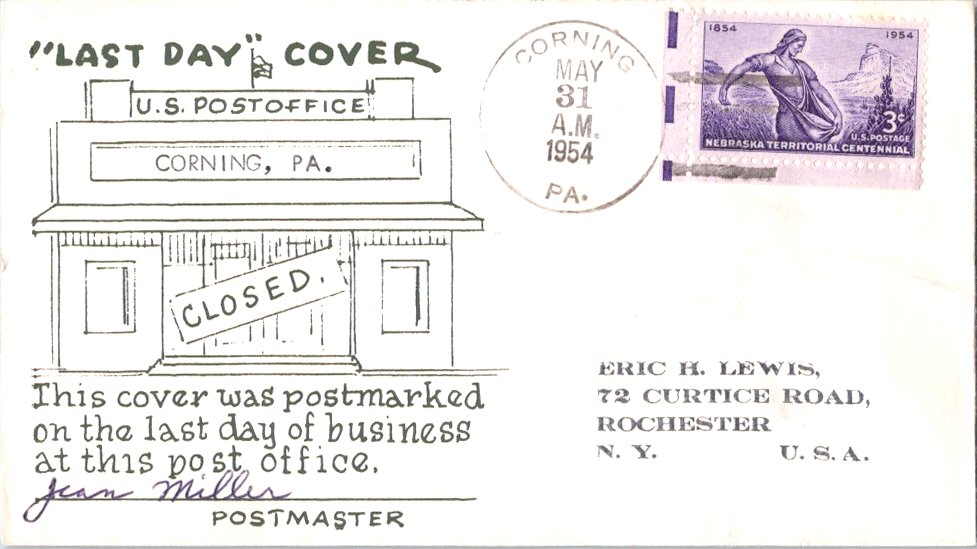 "LAST DAY" COVER
U.S. POSTOFFICE
CORNING, PA.
CLOSED.
This cover was postmarked
on the last day of business
at this post office.
Jean Miller
POSTMASTER
CORNING
MAY
31
A.M.
1954
PA.
1854 1954
3¢
U.S. POSTAGE
NEBRASKA TERRITORIAL CENTENNIAL
ERIC H. LEWIS,
72 CURTICE ROAD,
ROCHESTER
N. Y. U. S. A.